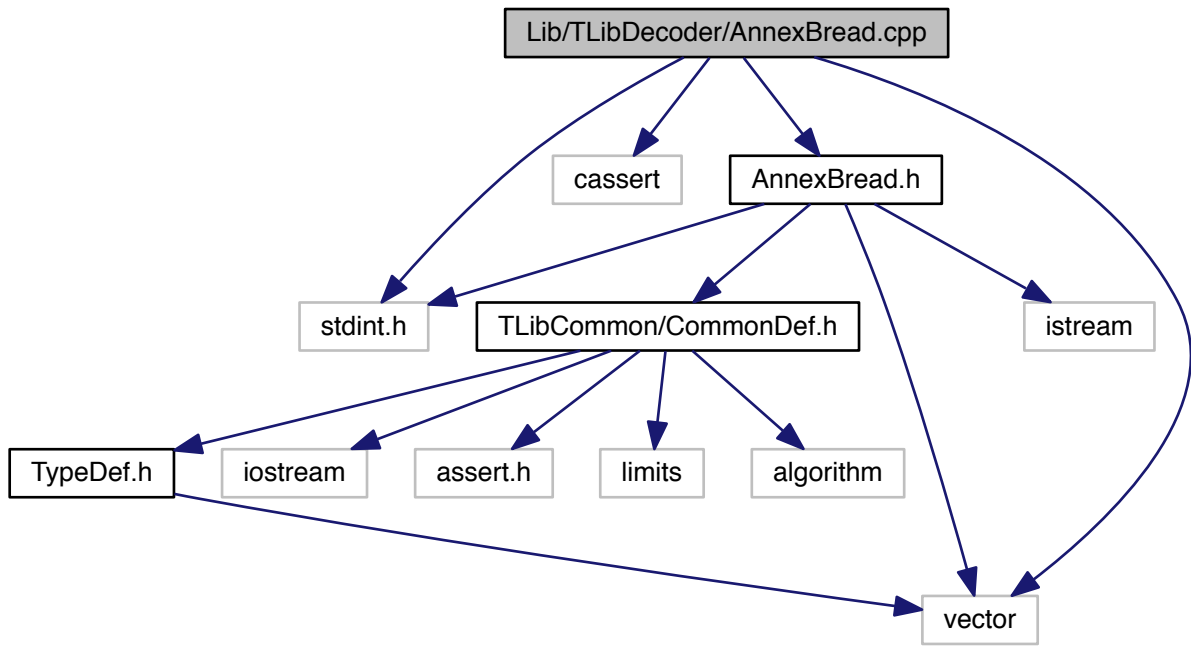 Lib/TLibDecoder/AnnexBread.cpp
cassert
AnnexBread.h
stdint.h
TLibCommon/CommonDef.h
istream
TypeDef.h
iostream
assert.h
limits
algorithm
vector